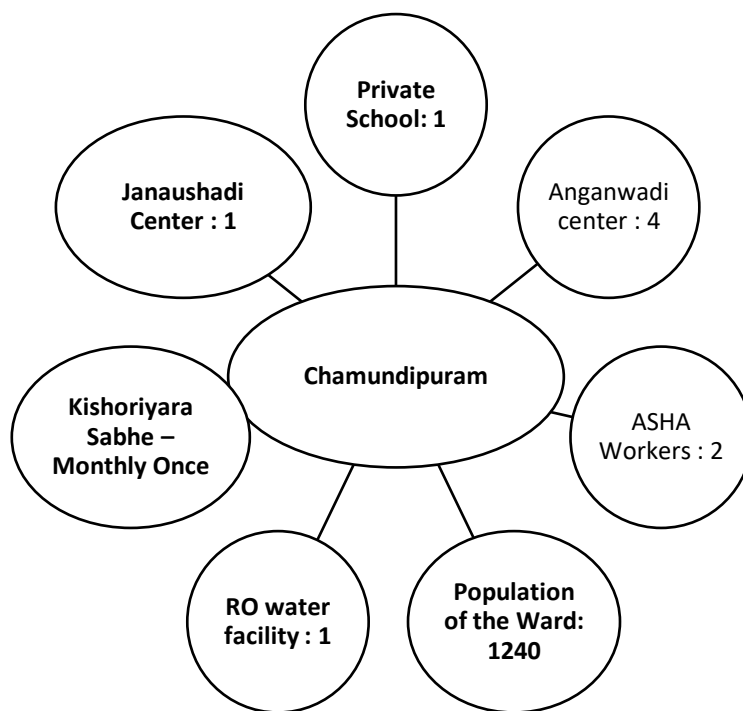 Private
School: 1
Janaushadi
Center : 1
Anganwadi
center : 4
Chamundipuram
Kishoriyara
Sabhe –
Monthly Once
ASHA
Workers : 2
RO water
facility : 1
Population
of the Ward:
1240